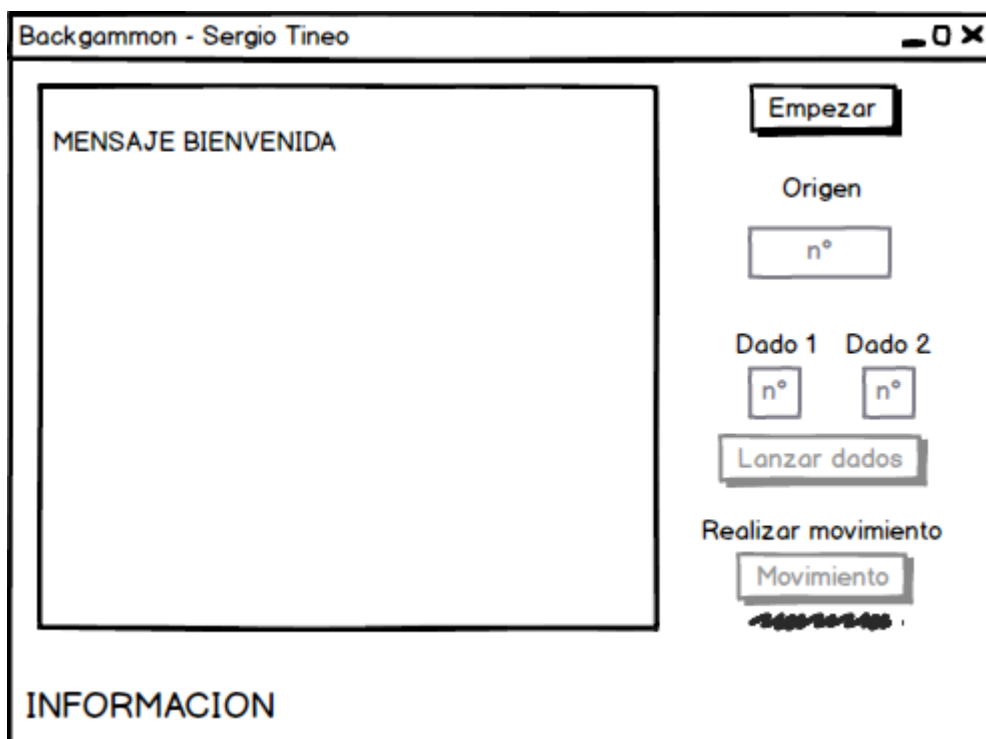 Backgammon - Sergio Tineo
MENSAJE BIENVENIDA
Empezar
Origen
n°
Dado 1 Dado 2
n° n°
Lanzar dados
Realizar movimiento
Movimiento
INFORMACION